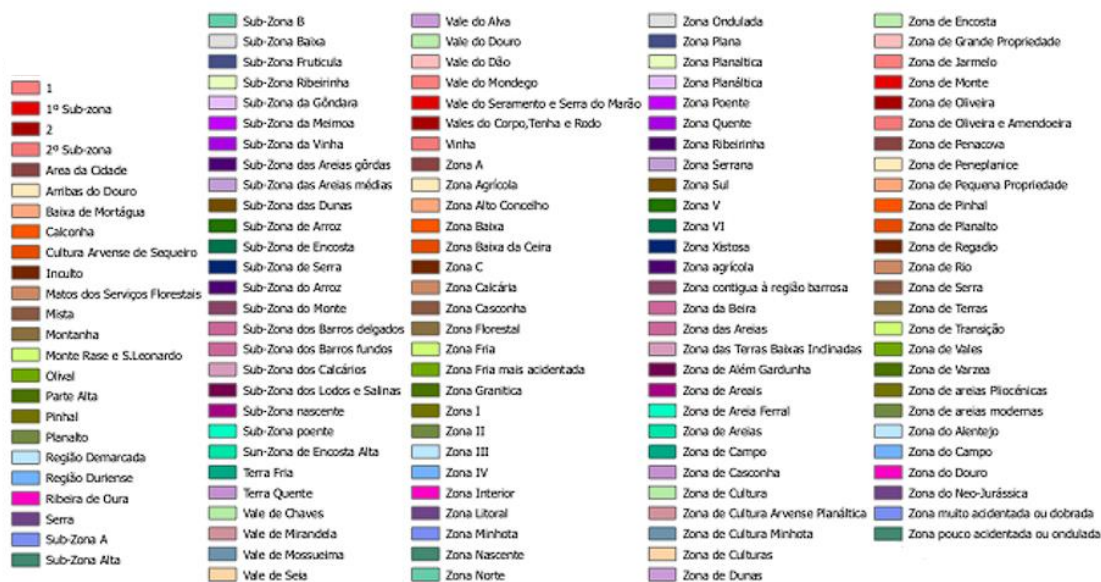 1
1º Sub-zona
2
2º Sub-zona
Area da Cidade
Arribas do Douro
Baixa de Mortágua
Calconha
Cultura Arvense de Sequeiro
Inculto
Matos dos Serviços Florestais
Mista
Montanha
Monte Rase e S.Leonardo
Olival
Parte Alta
Pinhal
Planalto
Região Demarcada
Região Duriense
Ribeira de Oura
Serra
Sub-Zona A
Sub-Zona Alta
Sub-Zona B
Sub-Zona Baixa
Sub-Zona Fruticula
Sub-Zona Ribeirinha
Sub-Zona da Gôndara
Sub-Zona da Meimoa
Sub-Zona da Vinha
Sub-Zona das Areias gôrdas
Sub-Zona das Areias médias
Sub-Zona das Dunas
Sub-Zona de Arroz
Sub-Zona de Encosta
Sub-Zona de Serra
Sub-Zona do Arroz
Sub-Zona do Monte
Sub-Zona dos Barros delgados
Sub-Zona dos Barros fundos
Sub-Zona dos Calcários
Sub-Zona dos Lodos e Salinas
Sub-Zona nascente
Sub-Zona poente
Sun-Zona de Encosta Alta
Terra Fria
Terra Quente
Vale de Chaves
Vale de Mirandela
Vale de Mossueima
Vale de Seia
Vale do Alva
Vale do Douro
Vale do Dão
Vale do Mondego
Vale do Seramento e Serra do Marão
Vales do Corpo,Tenha e Rodo
Vinha
Zona A
Zona Agrícola
Zona Alto Concelho
Zona Baixa
Zona Baixa da Ceira
Zona C
Zona Calcária
Zona Casconha
Zona Florestal
Zona Fria
Zona Fria mais acidentada
Zona Granitica
Zona I
Zona II
Zona III
Zona IV
Zona Interior
Zona Litoral
Zona Minhota
Zona Nascente
Zona Norte
Zona Ondulada
Zona Plana
Zona Planaltica
Zona Planáltica
Zona Poente
Zona Quente
Zona Ribeirinha
Zona Serrana
Zona Sul
Zona V
Zona VI
Zona Xistosa
Zona agrícola
Zona contigua à região barrosa
Zona da Beira
Zona das Areias
Zona das Terras Baixas Inclinadas
Zona de Além Gardunha
Zona de Areais
Zona de Areia Ferral
Zona de Areias
Zona de Campo
Zona de Casconha
Zona de Cultura
Zona de Cultura Arvense Planáltica
Zona de Cultura Minhota
Zona de Culturas
Zona de Dunas
Zona de Encosta
Zona de Grande Propriedade
Zona de Jarmelo
Zona de Monte
Zona de Oliveira
Zona de Oliveira e Amendoeira
Zona de Penacova
Zona de Peneplanice
Zona de Pequena Propriedade
Zona de Pinhal
Zona de Planalto
Zona de Regadio
Zona de Rio
Zona de Serra
Zona de Terras
Zona de Transição
Zona de Vales
Zona de Varzea
Zona de areias Pliocénicas
Zona de areias modernas
Zona do Alentejo
Zona do Campo
Zona do Douro
Zona do Neo-Jurássica
Zona muito acidentada ou dobrada
Zona pouco acidentada ou ondulada